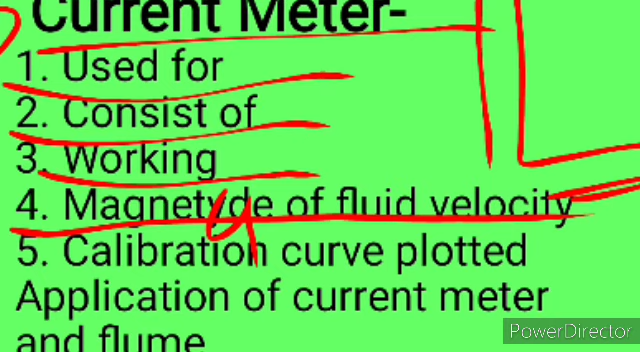 Current Meter-
1. Used for
2. Consist of
3. Working
4. Magnetyde of fluid velocity
5. Calibration curve plotted
Application of current meter
and flume
PowerDirector